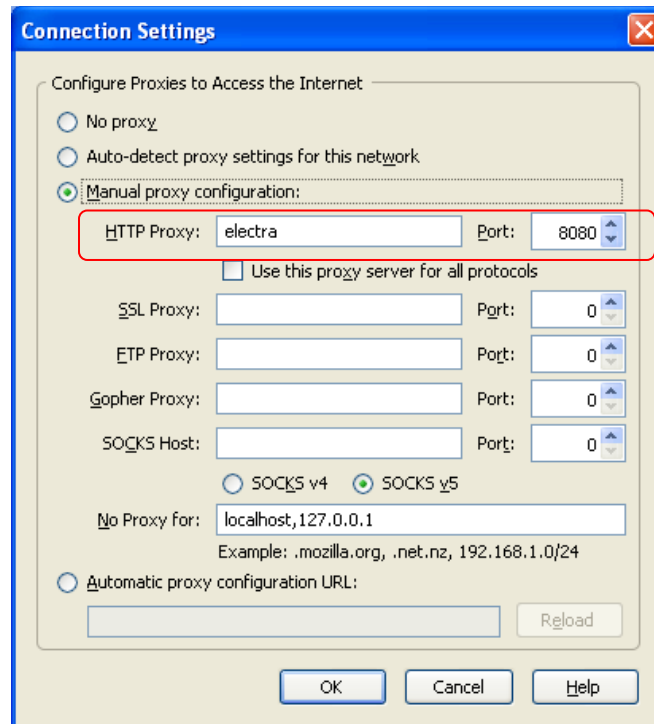 Connection Settings
Configure Proxies to Access the Internet
No proxy
Auto-detect proxy settings for this network
Manual proxy configuration:
HTTP Proxy: electra Port: 8080
Use this proxy server for all protocols
SSL Proxy: Port: 0
FTP Proxy: Port: 0
Gopher Proxy: Port: 0
SOCKS Host: Port: 0
SOCKS v4 SOCKS v5
No Proxy for: localhost,127.0.0.1
Example: .mozilla.org, .net.nz, 192.168.1.0/24
Automatic proxy configuration URL:
Reload
OK Cancel Help